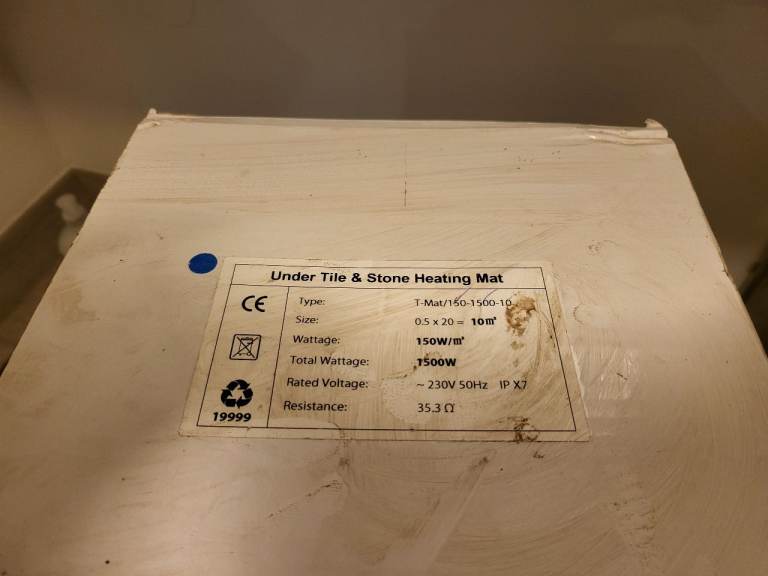 Under Tile & Stone Heating Mat
CE
Type: T-Mat/150-1500-10
Size: 0.5 x 20 = 10m²
Wattage: 150W/m²
Total Wattage: 1500W
Rated Voltage: ~ 230V 50Hz IP X7
Resistance: 35.3 Ω
19999